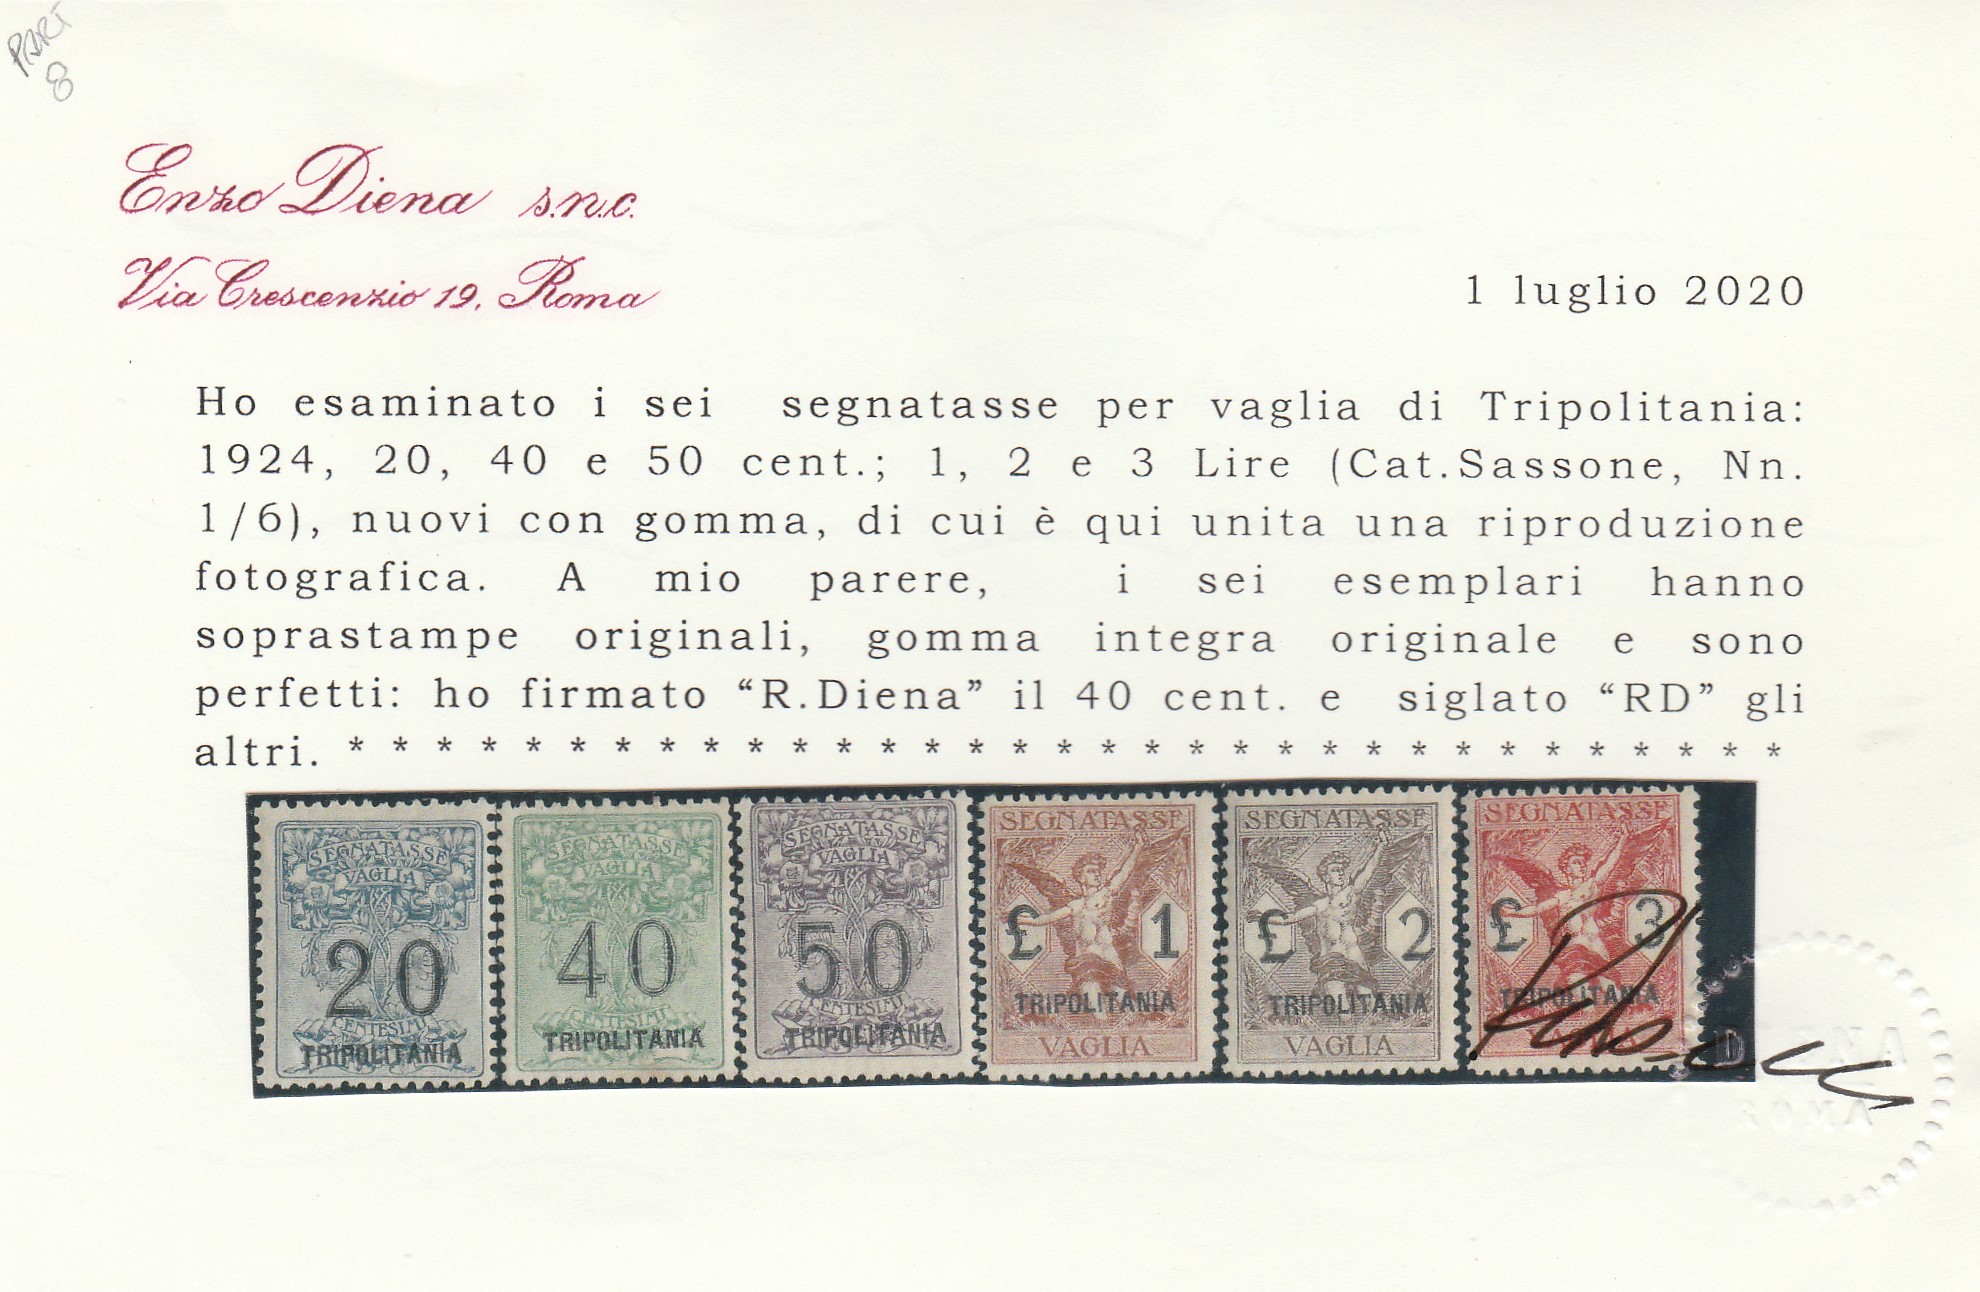 PART
8
Enzo Diena s.n.c.
Via Crescenzio 19, Roma
1 luglio 2020
Ho esaminato i sei segnatasse per vaglia di Tripolitania:
1924, 20, 40 e 50 cent.; 1, 2 e 3 Lire (Cat.Sassone, Nn.
1/6), nuovi con gomma, di cui è qui unita una riproduzione
fotografica. A mio parere, i sei esemplari hanno
soprastampe originali, gomma integra originale e sono
perfetti: ho firmato “R.Diena” il 40 cent. e siglato “RD” gli
altri. * * * * * * * * * * * * * * * * * * * * * * * * * * * * * * * * *
SEGNATASSE
VAGLIA
20
CENTESIMI
TRIPOLITANIA
SEGNATASSE
VAGLIA
40
CENTESIMI
TRIPOLITANIA
SEGNATASSE
VAGLIA
50
CENTESIMI
TRIPOLITANIA
SEGNATASSE
£ 1
TRIPOLITANIA
VAGLIA
SEGNATASSE
£ 2
TRIPOLITANIA
VAGLIA
SEGNATASSE
£ 3
TRIPOLITANIA